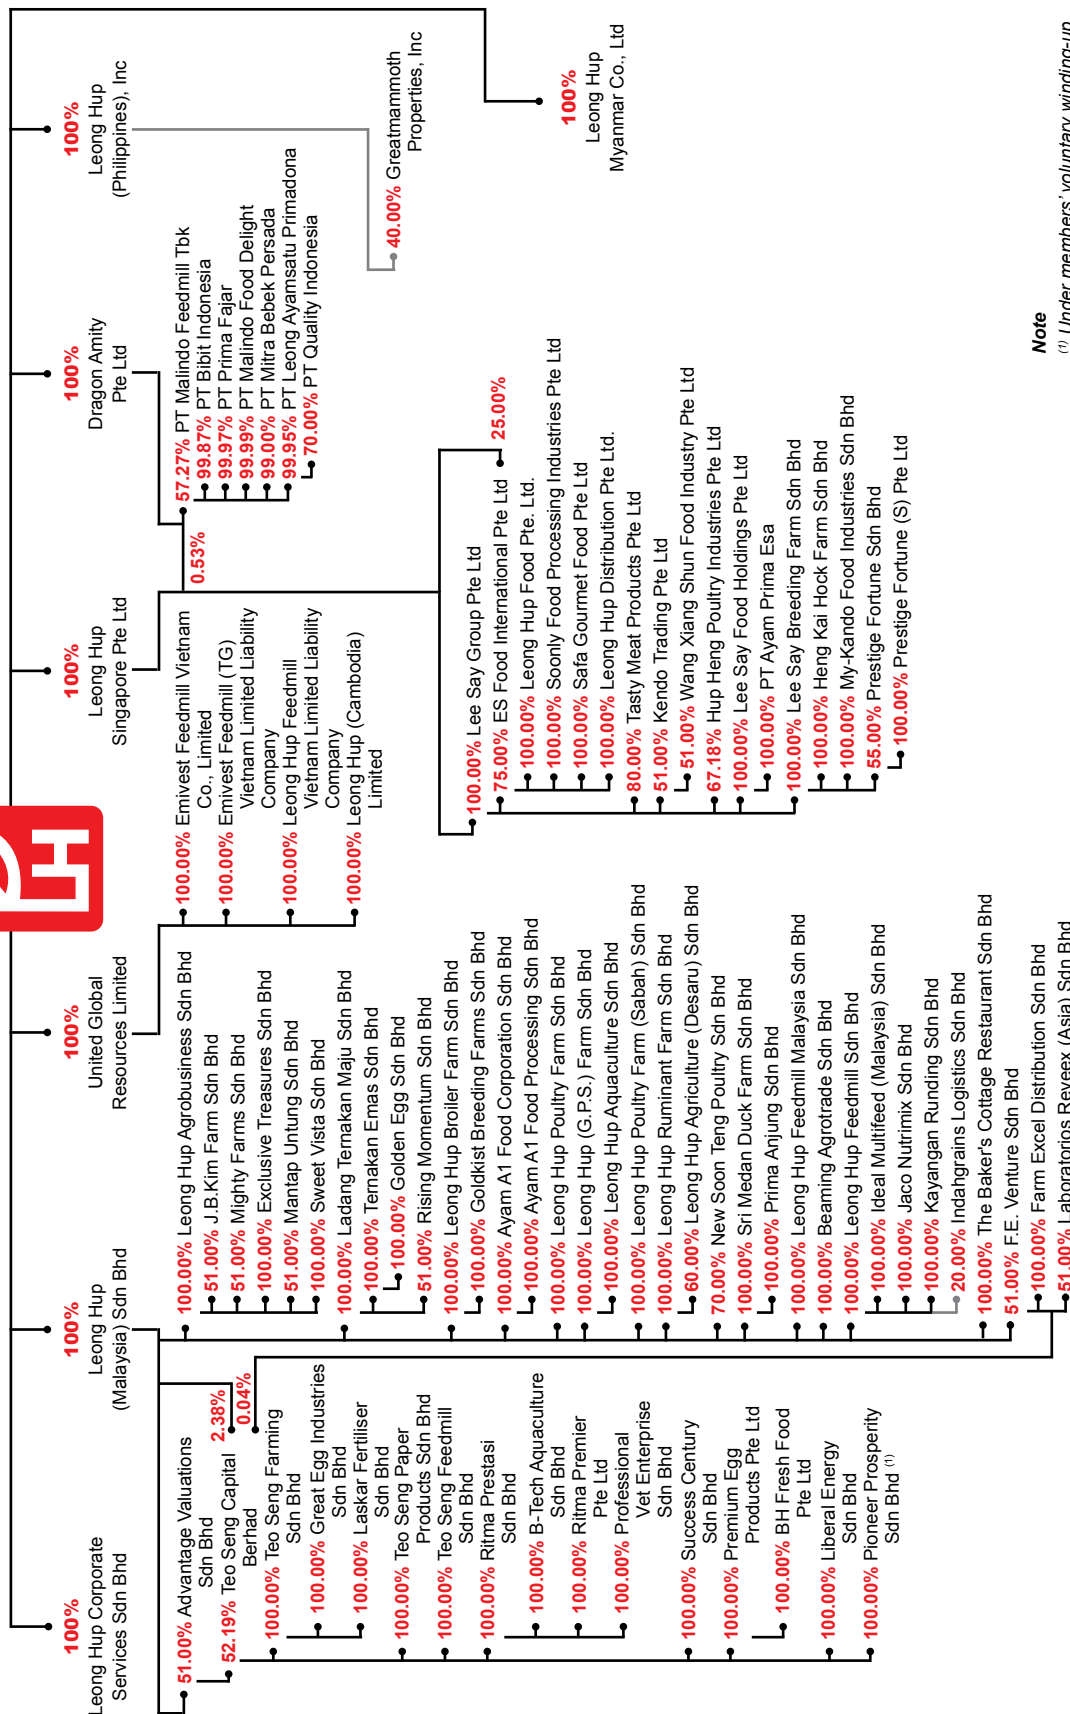 100%
Leong Hup Corporate
Services Sdn Bhd
100%
Leong Hup
(Malaysia) Sdn Bhd
100%
United Global
Resources Limited
100%
Leong Hup
Singapore Pte Ltd
100%
Dragon Amity
Pte Ltd
100%
Leong Hup
(Philippines), Inc
51.00% Advantage Valuations
Sdn Bhd
52.19% Teo Seng Capital
Berhad
2.38%
0.04%
100.00% Teo Seng Farming
Sdn Bhd
100.00% Great Egg Industries
Sdn Bhd
100.00% Laskar Fertiliser
Sdn Bhd
100.00% Teo Seng Paper
Products Sdn Bhd
100.00% Teo Seng Feedmill
Sdn Bhd
100.00% Ritma Prestasi
Sdn Bhd
100.00% B-Tech Aquaculture
Sdn Bhd
100.00% Ritma Premier
Pte Ltd
100.00% Professional
Vet Enterprise
Sdn Bhd
100.00% Success Century
Sdn Bhd
100.00% Premium Egg
Products Pte Ltd
100.00% BH Fresh Food
Pte Ltd
100.00% Liberal Energy
Sdn Bhd
100.00% Pioneer Prosperity
Sdn Bhd (1)
100.00% Leong Hup Agrobusiness Sdn Bhd
51.00% J.B.Kim Farm Sdn Bhd
51.00% Mighty Farms Sdn Bhd
100.00% Exclusive Treasures Sdn Bhd
51.00% Mantap Untung Sdn Bhd
100.00% Sweet Vista Sdn Bhd
100.00% Ladang Ternakan Maju Sdn Bhd
100.00% Ternakan Emas Sdn Bhd
100.00% Golden Egg Sdn Bhd
51.00% Rising Momentum Sdn Bhd
100.00% Leong Hup Broiler Farm Sdn Bhd
100.00% Goldkist Breeding Farms Sdn Bhd
100.00% Ayam A1 Food Corporation Sdn Bhd
100.00% Ayam A1 Food Processing Sdn Bhd
100.00% Leong Hup Poultry Farm Sdn Bhd
100.00% Leong Hup (G.P.S.) Farm Sdn Bhd
100.00% Leong Hup Aquaculture Sdn Bhd
100.00% Leong Hup Poultry Farm (Sabah) Sdn Bhd
100.00% Leong Hup Ruminant Farm Sdn Bhd
60.00% Leong Hup Agriculture (Desaru) Sdn Bhd
70.00% New Soon Teng Poultry Sdn Bhd
100.00% Sri Medan Duck Farm Sdn Bhd
100.00% Prima Anjung Sdn Bhd
100.00% Leong Hup Feedmill Malaysia Sdn Bhd
100.00% Beaming Agrotrade Sdn Bhd
100.00% Leong Hup Feedmill Sdn Bhd
100.00% Ideal Multifeed (Malaysia) Sdn Bhd
100.00% Jaco Nutrimix Sdn Bhd
100.00% Kayangan Runding Sdn Bhd
20.00% Indahgrains Logistics Sdn Bhd
100.00% The Baker's Cottage Restaurant Sdn Bhd
51.00% F.E. Venture Sdn Bhd
100.00% Farm Excel Distribution Sdn Bhd
51.00% Laboratorios Reveex (Asia) Sdn Bhd
100.00% Emivest Feedmill Vietnam
Co., Limited
100.00% Emivest Feedmill (TG)
Vietnam Limited Liability
Company
100.00% Leong Hup Feedmill
Vietnam Limited Liability
Company
100.00% Leong Hup (Cambodia)
Limited
0.53%
100.00% Lee Say Group Pte Ltd
75.00% ES Food International Pte Ltd
25.00%
100.00% Leong Hup Food Pte. Ltd.
100.00% Soonly Food Processing Industries Pte Ltd
100.00% Safa Gourmet Food Pte Ltd
100.00% Leong Hup Distribution Pte Ltd.
80.00% Tasty Meat Products Pte Ltd
51.00% Kendo Trading Pte Ltd
51.00% Wang Xiang Shun Food Industry Pte Ltd
67.18% Hup Heng Poultry Industries Pte Ltd
100.00% Lee Say Food Holdings Pte Ltd
100.00% PT Ayam Prima Esa
100.00% Lee Say Breeding Farm Sdn Bhd
100.00% Heng Kai Hock Farm Sdn Bhd
100.00% My-Kando Food Industries Sdn Bhd
55.00% Prestige Fortune Sdn Bhd
100.00% Prestige Fortune (S) Pte Ltd
57.27% PT Malindo Feedmill Tbk
99.87% PT Bibit Indonesia
99.97% PT Prima Fajar
99.99% PT Malindo Food Delight
99.00% PT Mitra Bebek Persada
99.95% PT Leong Ayamsatu Primadona
70.00% PT Quality Indonesia
40.00% Greatmammoth
Properties, Inc
100%
Leong Hup
Myanmar Co., Ltd
Note
(1) Under members' voluntary winding-up